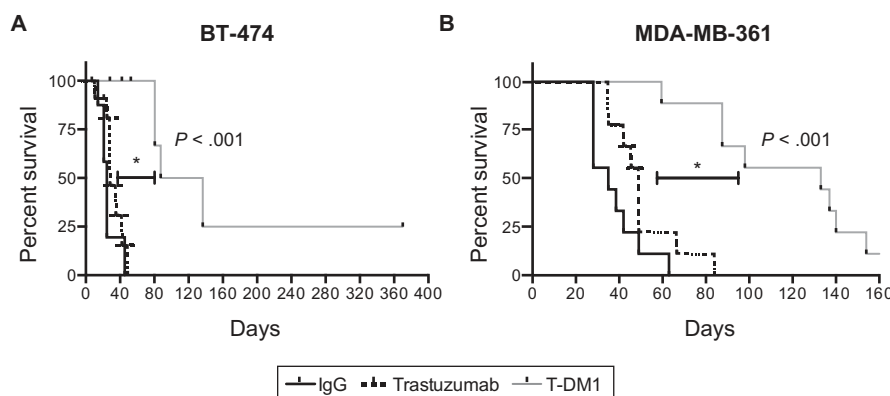 A
BT-474
Percent survival
100
75
50
25
0
P < .001
*
0 40 80 120 160 200 240 280 320 360 400
Days
B
MDA-MB-361
Percent survival
100
75
50
25
0
P < .001
*
0 20 40 60 80 100 120 140 160
Days
IgG Trastuzumab T-DM1